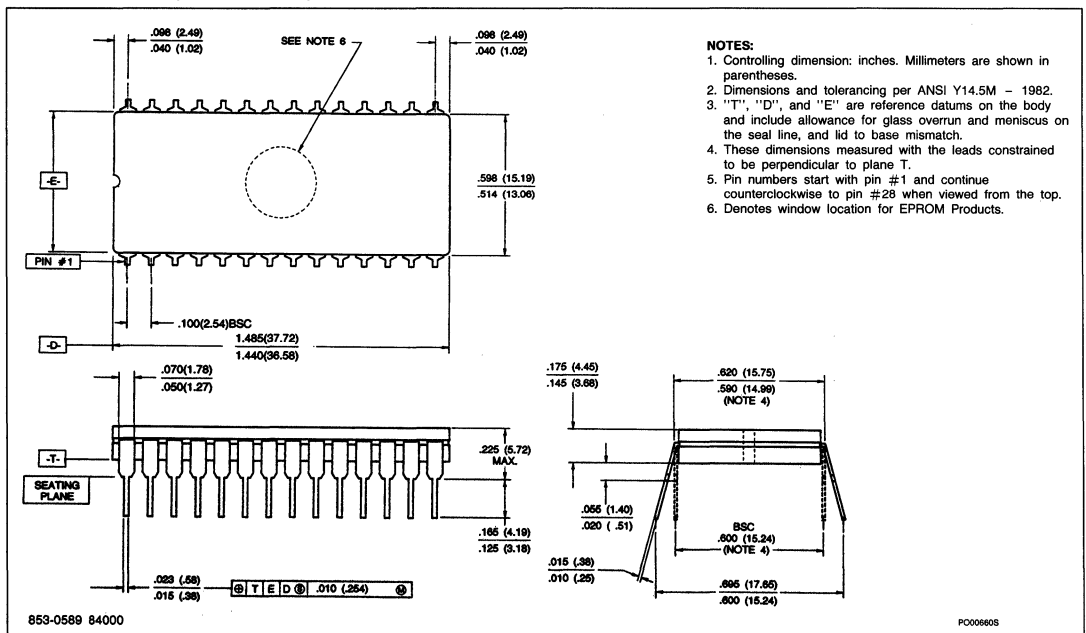 .098 (2.49)
.040 (1.02)
SEE NOTE 6
.098 (2.49)
.040 (1.02)
NOTES:
1. Controlling dimension: inches. Millimeters are shown in
parentheses.
2. Dimensions and tolerancing per ANSI Y14.5M – 1982.
3. "T", "D", and "E" are reference datums on the body
and include allowance for glass overrun and meniscus on
the seal line, and lid to base mismatch.
4. These dimensions measured with the leads constrained
to be perpendicular to plane T.
5. Pin numbers start with pin #1 and continue
counterclockwise to pin #28 when viewed from the top.
6. Denotes window location for EPROM Products.
-E-
.598 (15.19)
.514 (13.06)
PIN #1
.100(2.54)BSC
-D-
1.485(37.72)
1.440(36.58)
.070(1.78)
.050(1.27)
.175 (4.45)
.145 (3.68)
.620 (15.75)
.590 (14.99)
(NOTE 4)
-T-
.225 (5.72)
MAX.
SEATING
PLANE
.055 (1.40)
.020 ( .51)
.165 (4.19)
.125 (3.18)
BSC
.600 (15.24)
(NOTE 4)
.015 (.38)
.010 (.25)
.023 (.58)
.015 (.38)
⊕ T E D Ⓢ .010 (.254) Ⓜ
.695 (17.65)
.600 (15.24)
853-0589 84000
PO00660S